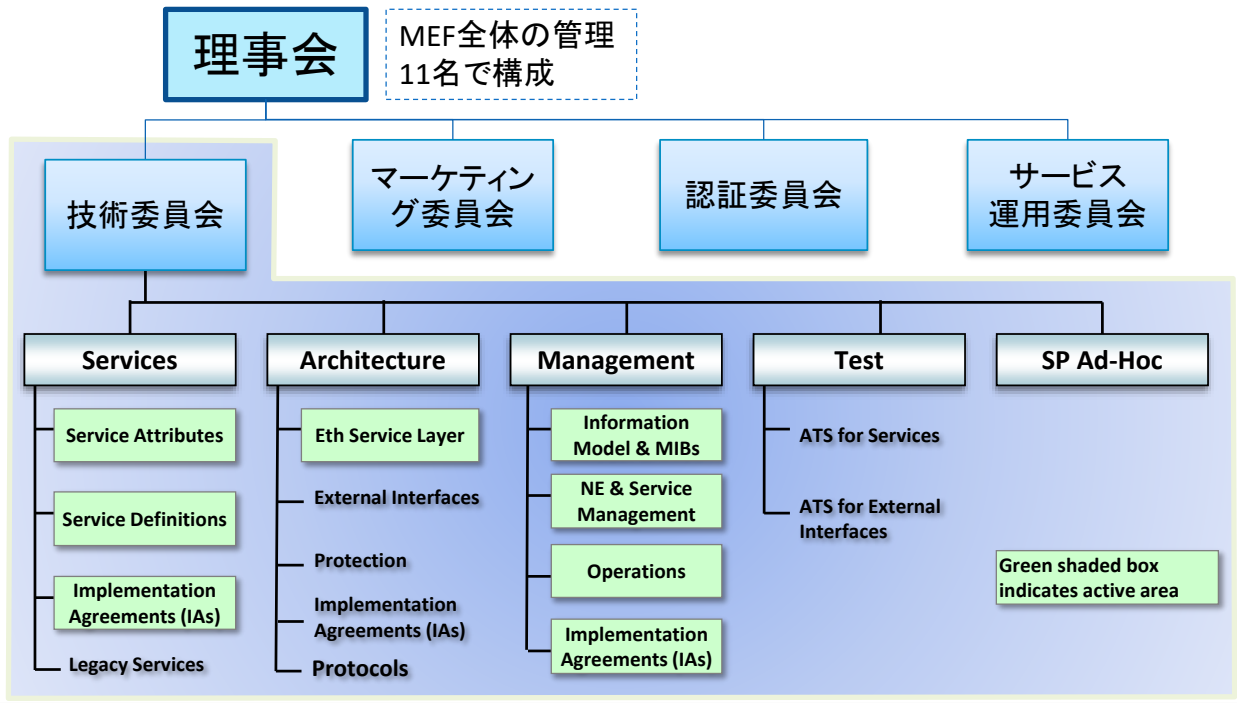 理事会
MEF全体の管理
11名で構成
技術委員会
マーケティン
グ委員会
認証委員会
サービス
運用委員会
Services
Architecture
Management
Test
SP Ad-Hoc
Service Attributes
Service Definitions
Implementation
Agreements (IAs)
Legacy Services
Eth Service Layer
External Interfaces
Protection
Implementation
Agreements (IAs)
Protocols
Information
Model & MIBs
NE & Service
Management
Operations
Implementation
Agreements (IAs)
ATS for Services
ATS for External
Interfaces
Green shaded box
indicates active area